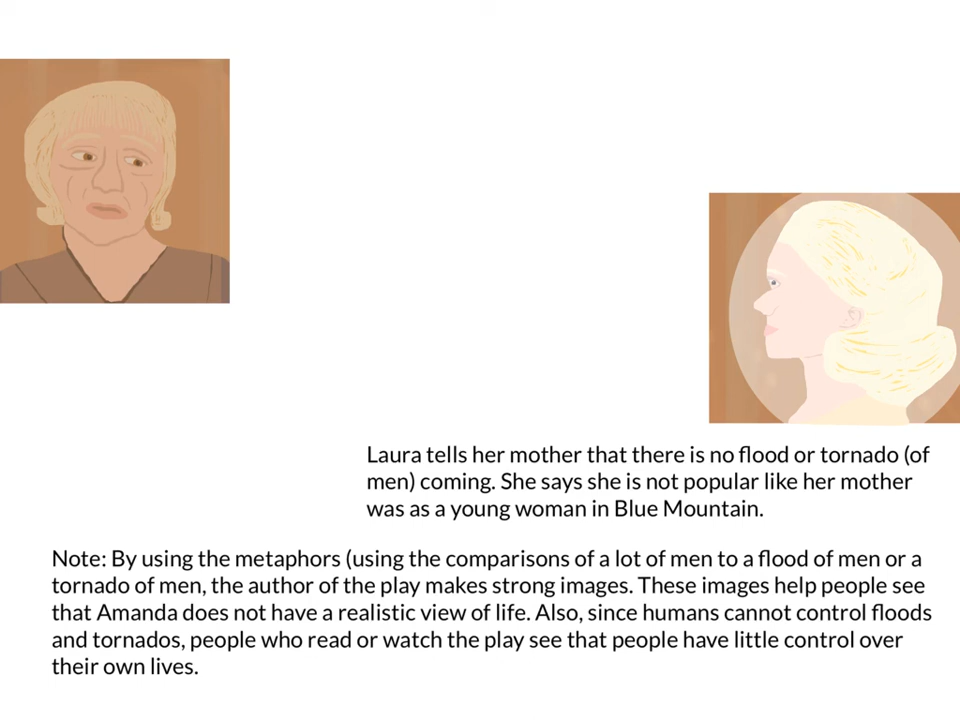 Laura tells her mother that there is no flood or tornado (of
men) coming. She says she is not popular like her mother
was as a young woman in Blue Mountain.
Note: By using the metaphors (using the comparisons of a lot of men to a flood of men or a
tornado of men, the author of the play makes strong images. These images help people see
that Amanda does not have a realistic view of life. Also, since humans cannot control floods
and tornados, people who read or watch the play see that people have little control over
their own lives.